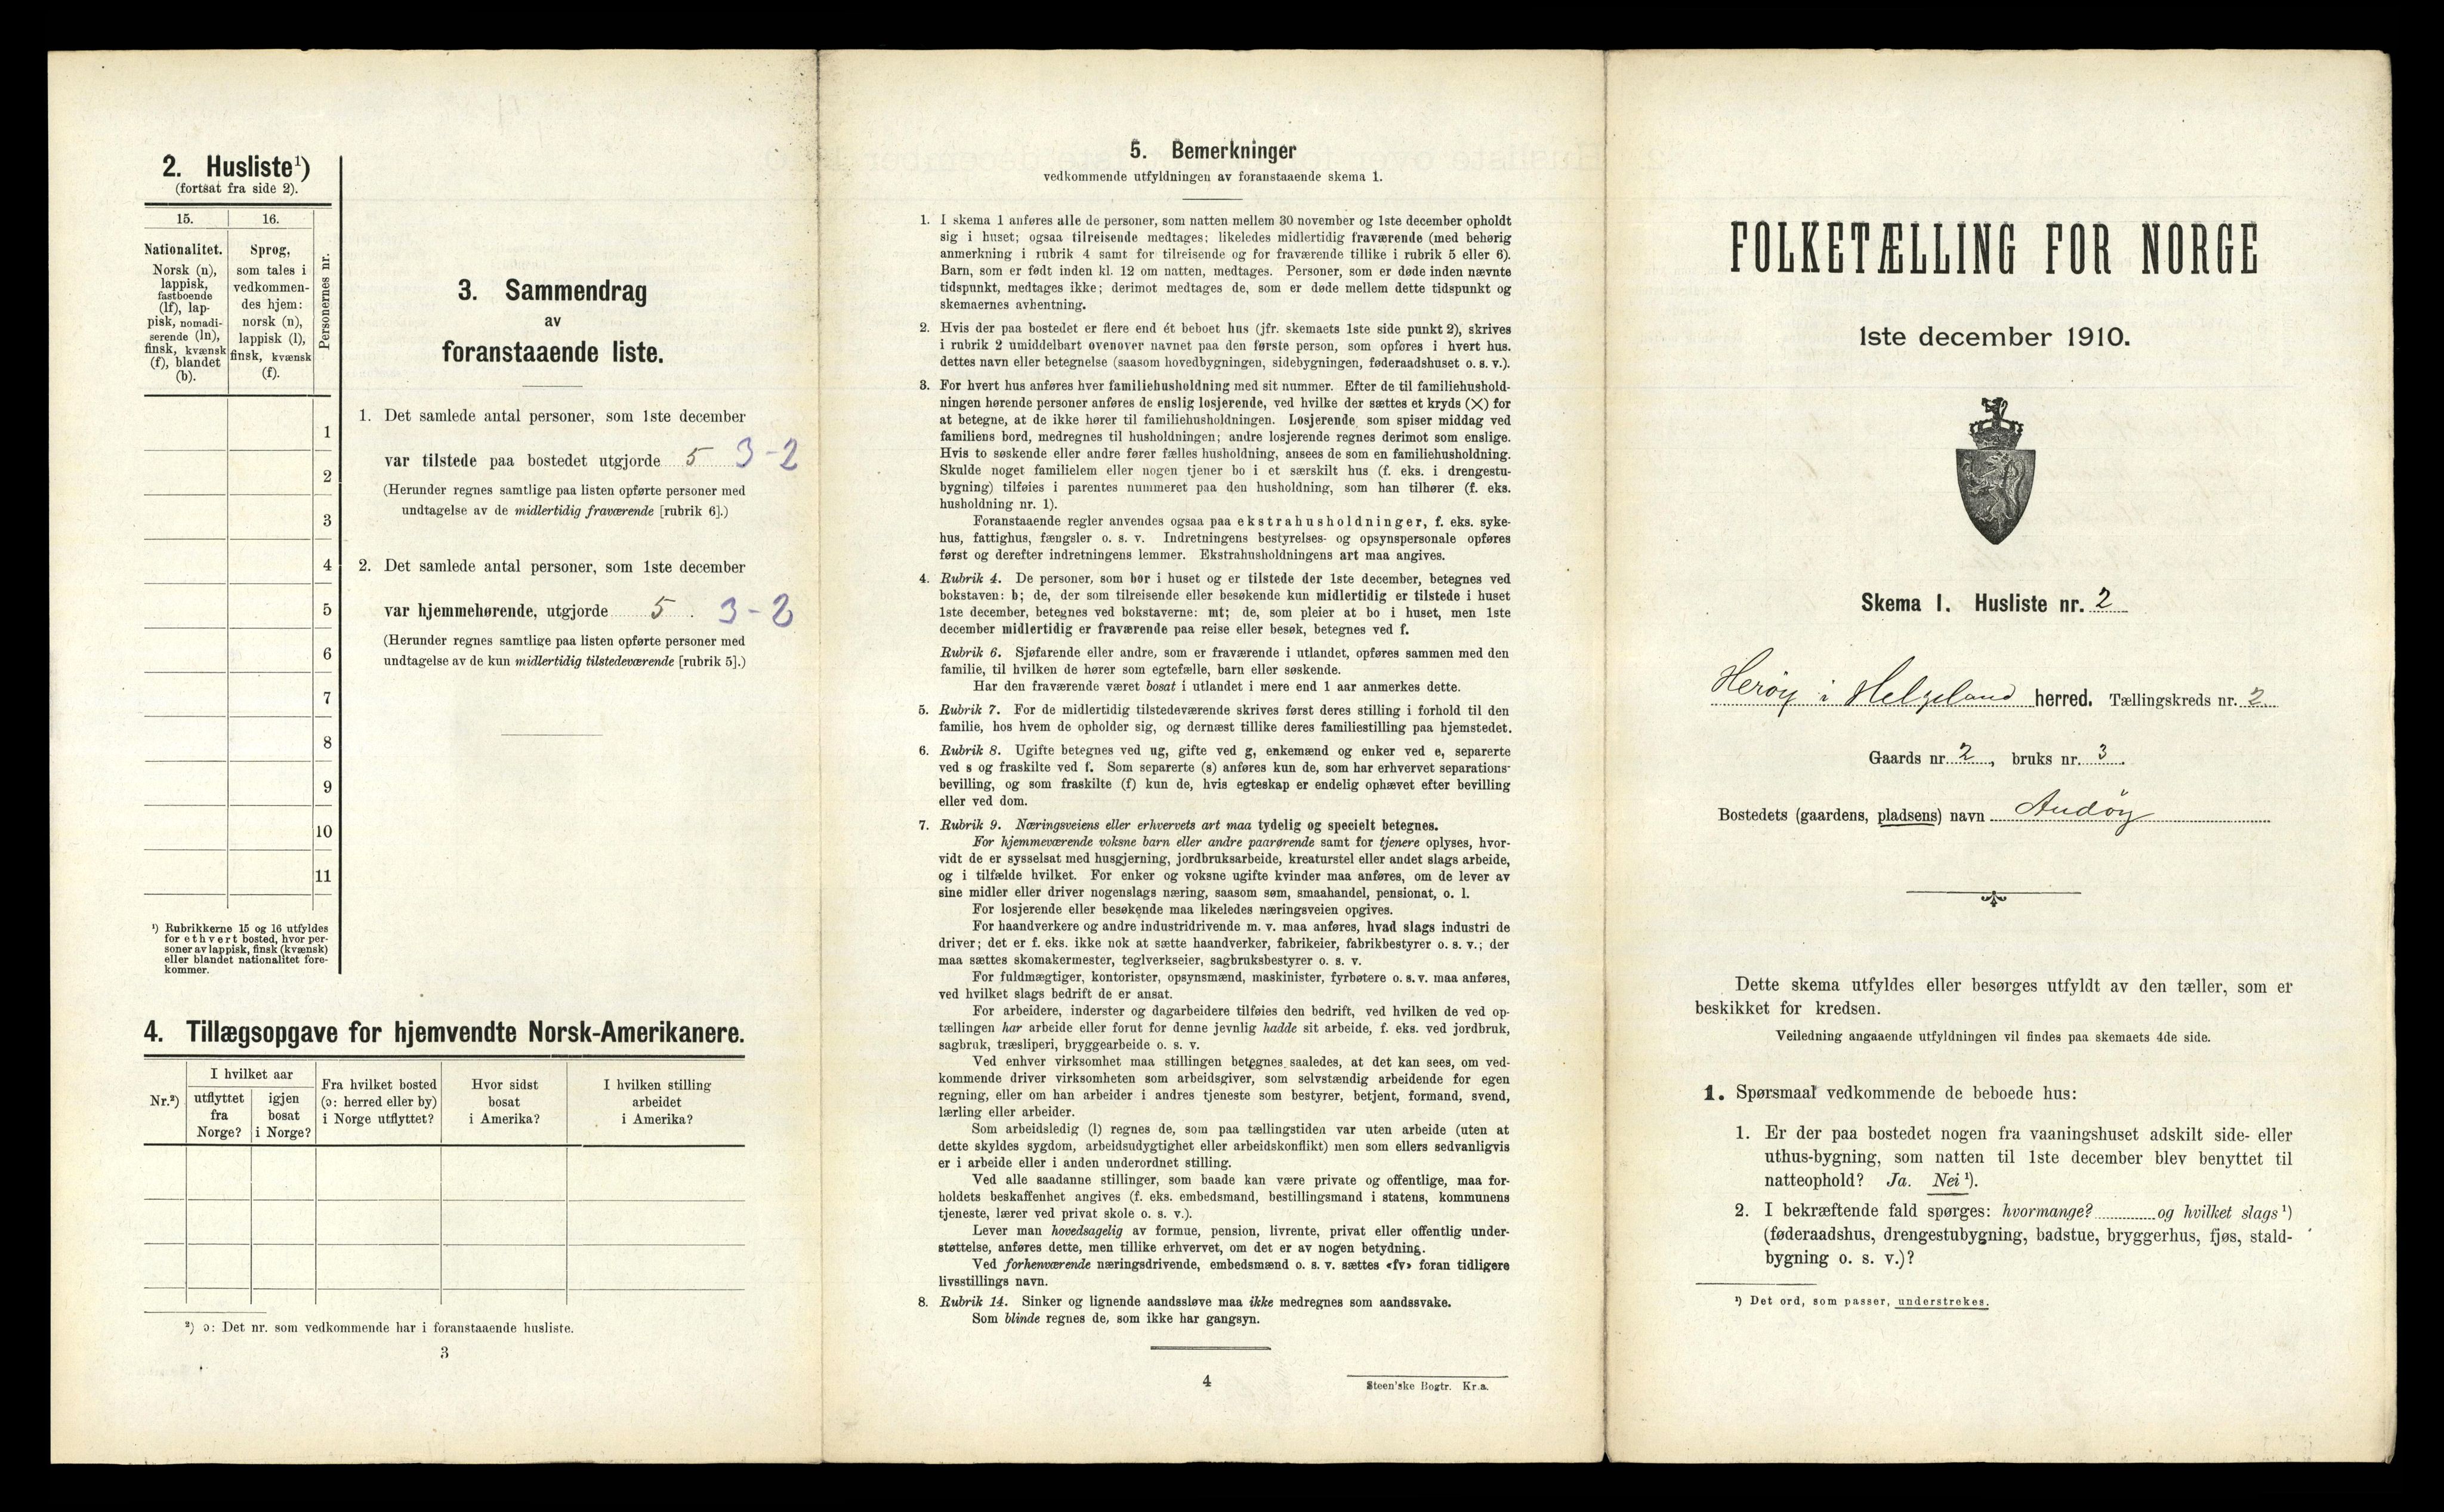 2. Husliste¹)
(fortsat fra side 2).
15. 16. Personernes nr.
Nationalitet.
Norsk (n),
lappisk,
fastboende
(lf), lap-
pisk, nomadi-
serende (ln),
finsk, kvænsk
(f), blandet
(b).
Sprog,
som tales i
vedkommen-
des hjem:
norsk (n),
lappisk (l),
finsk, kvænsk
(f).
1
2
3
4
5
6
7
8
9
10
11
¹) Rubrikkerne 15 og 16 utfyldes
for ethvert bosted, hvor per-
soner av lappisk, finsk (kvænsk)
eller blandet nationalitet fore-
kommer.
3. Sammendrag
av
foranstaaende liste.
1. Det samlede antal personer, som 1ste december
var tilstede paa bostedet utgjorde 5 3-2
(Herunder regnes samtlige paa listen opførte personer med
undtagelse av de midlertidig fraværende [rubrik 6].)
2. Det samlede antal personer, som 1ste december
var hjemmehørende, utgjorde 5. 3-2
(Herunder regnes samtlige paa listen opførte personer med
undtagelse av de kun midlertidig tilstedeværende [rubrik 5].)
4. Tillægsopgave for hjemvendte Norsk-Amerikanere.
Nr.²)
I hvilket aar
utflyttet
fra
Norge?
igjen
bosat
i Norge?
Fra hvilket bosted
(ɔ: herred eller by)
i Norge utflyttet?
Hvor sidst
bosat
i Amerika?
I hvilken stilling
arbeidet
i Amerika?
²) ɔ: Det nr. som vedkommende har i foranstaaende husliste.
3
5. Bemerkninger
vedkommende utfyldningen av foranstaaende skema 1.
1. I skema 1 anføres alle de personer, som natten mellem 30 november og 1ste december opholdt
sig i huset; ogsaa tilreisende medtages; likeledes midlertidig fraværende (med behørig
anmerkning i rubrik 4 samt for tilreisende og for fraværende tillike i rubrik 5 eller 6).
Barn, som er født inden kl. 12 om natten, medtages. Personer, som er døde inden nævnte
tidspunkt, medtages ikke; derimot medtages de, som er døde mellem dette tidspunkt og
skemaernes avhentning.
2. Hvis der paa bostedet er flere end ét beboet hus (jfr. skemaets 1ste side punkt 2), skrives
i rubrik 2 umiddelbart ovenover navnet paa den første person, som opføres i hvert hus,
dettes navn eller betegnelse (saasom hovedbygningen, sidebygningen, føderaadshuset o. s. v.).
3. For hvert hus anføres hver familiehusholdning med sit nummer. Efter de til familiehushold-
ningen hørende personer anføres de enslig losjerende, ved hvilke der sættes et kryds (×) for
at betegne, at de ikke hører til familiehusholdningen. Losjerende som spiser middag ved
familiens bord, medregnes til husholdningen; andre losjerende regnes derimot som enslige.
Hvis to søskende eller andre fører fælles husholdning, ansees de som en familiehusholdning.
Skulde noget familielem eller nogen tjener bo i et særskilt hus (f. eks. i drengestu-
bygning) tilføies i parentes nummeret paa den husholdning, som han tilhører (f. eks.
husholdning nr. 1).
Foranstaaende regler anvendes ogsaa paa ekstrahusholdninger, f. eks. syke-
hus, fattighus, fængsler o. s. v. Indretningens bestyrelses- og opsynspersonale opføres
først og derefter indretningens lemmer. Ekstrahusholdningens art maa angives.
4. Rubrik 4. De personer, som bor i huset og er tilstede der 1ste december, betegnes ved
bokstaven: b; de, der som tilreisende eller besøkende kun midlertidig er tilstede i huset
1ste december, betegnes ved bokstaverne: mt; de, som pleier at bo i huset, men 1ste
december midlertidig er fraværende paa reise eller besøk, betegnes ved f.
Rubrik 6. Sjøfarende eller andre, som er fraværende i utlandet, opføres sammen med den
familie, til hvilken de hører som egtefælle, barn eller søskende.
Har den fraværende været bosat i utlandet i mere end 1 aar anmerkes dette.
5. Rubrik 7. For de midlertidig tilstedeværende skrives først deres stilling i forhold til den
familie, hos hvem de opholder sig, og dernæst tillike deres familiestilling paa hjemstedet.
6. Rubrik 8. Ugifte betegnes ved ug, gifte ved g, enkemænd og enker ved e, separerte
ved s og fraskilte ved f. Som separerte (s) anføres kun de, som har erhvervet separations-
bevilling, og som fraskilte (f) kun de, hvis egteskap er endelig ophævet efter bevilling
eller ved dom.
7. Rubrik 9. Næringsveiens eller erhvervets art maa tydelig og specielt betegnes.
For hjemmeværende voksne barn eller andre paarørende samt for tjenere oplyses, hvor-
vidt de er sysselsat med husgjerning, jordbruksarbeide, kreaturstel eller andet slags arbeide,
og i tilfælde hvilket. For enker og voksne ugifte kvinder maa anføres, om de lever av
sine midler eller driver nogenslags næring, saasom søm, smaahandel, pensionat, o. l.
For losjerende eller besøkende maa likeledes næringsveien opgives.
For haandverkere og andre industridrivende m. v. maa anføres, hvad slags industri de
driver; det er f. eks. ikke nok at sætte haandverker, fabrikeier, fabrikbestyrer o. s. v.; der
maa sættes skomakermester, teglverkseier, sagbruksbestyrer o. s. v.
For fuldmægtiger, kontorister, opsynsmænd, maskinister, fyrbøtere o. s. v. maa anføres,
ved hvilket slags bedrift de er ansat.
For arbeidere, inderster og dagarbeidere tilføies den bedrift, ved hvilken de ved op-
tællingen har arbeide eller forut for denne jevnlig hadde sit arbeide, f. eks. ved jordbruk,
sagbruk, træsliperi, bryggearbeide o. s. v.
Ved enhver virksomhet maa stillingen betegnes saaledes, at det kan sees, om ved-
kommende driver virksomheten som arbeidsgiver, som selvstændig arbeidende for egen
regning, eller om han arbeider i andres tjeneste som bestyrer, betjent, formand, svend,
lærling eller arbeider.
Som arbeidsledig (l) regnes de, som paa tællingstiden var uten arbeide (uten at
dette skyldes sygdom, arbeidsudygtighet eller arbeidskonflikt) men som ellers sedvanligvis
er i arbeide eller i anden underordnet stilling.
Ved alle saadanne stillinger, som baade kan være private og offentlige, maa for-
holdets beskaffenhet angives (f. eks. embedsmand, bestillingsmand i statens, kommunens
tjeneste, lærer ved privat skole o. s. v.).
Lever man hovedsagelig av formue, pension, livrente, privat eller offentlig under-
støttelse, anføres dette, men tillike erhvervet, om det er av nogen betydning.
Ved forhenværende næringsdrivende, embedsmænd o. s. v. sættes «fv» foran tidligere
livsstillings navn.
8. Rubrik 14. Sinker og lignende aandssløve maa ikke medregnes som aandssvake.
Som blinde regnes de, som ikke har gangsyn.
4
Steen'ske Bogtr. Kr.a.
FOLKETÆLLING FOR NORGE
1ste december 1910.
Skema 1. Husliste nr. 2
Herøy i Helgeland herred. Tællingskreds nr. 2
Gaards nr. 2, bruks nr. 3.
Bostedets (gaardens, pladsens) navn Andöy
Dette skema utfyldes eller besørges utfyldt av den tæller, som er
beskikket for kredsen.
Veiledning angaaende utfyldningen vil findes paa skemaets 4de side.
1. Spørsmaal vedkommende de beboede hus:
1. Er der paa bostedet nogen fra vaaningshuset adskilt side- eller
uthus-bygning, som natten til 1ste december blev benyttet til
natteophold? Ja. Nei ¹).
2. I bekræftende fald spørges: hvormange? og hvilket slags ¹)
(føderaadshus, drengestubygning, badstue, bryggerhus, fjøs, stald-
bygning o. s. v.)?
¹) Det ord, som passer, understrekes.